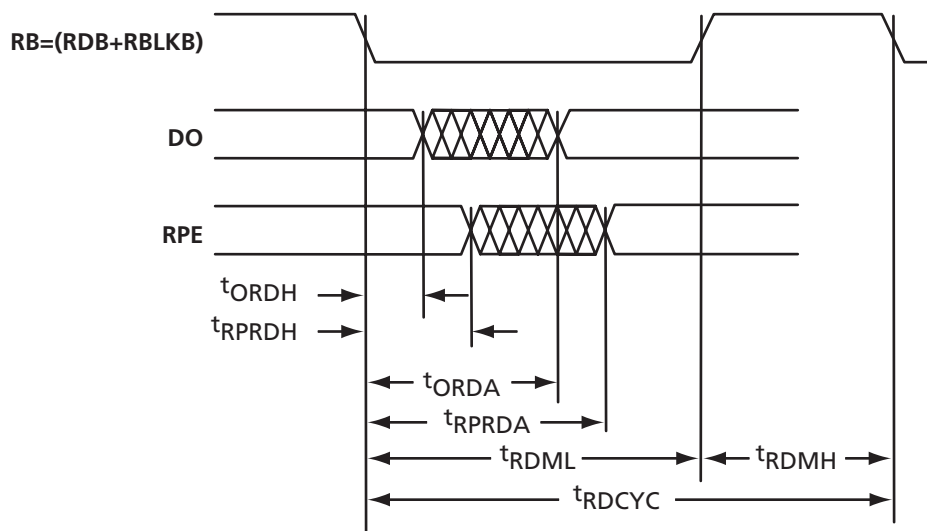 RB=(RDB+RBLKB)
DO
RPE
tORDH
tRPRDH
tORDA
tRPRDA
tRDML
tRDMH
tRDCYC